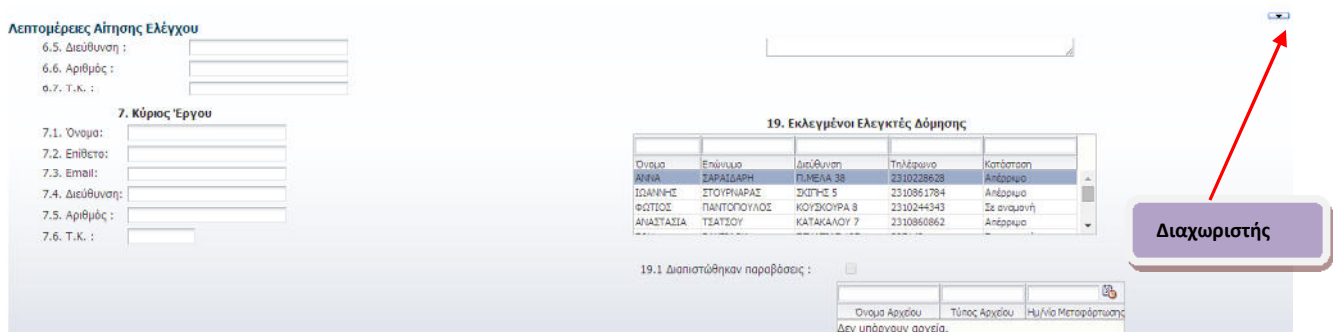 Λεπτομέρειες Αίτησης Ελέγχου
6.5. Διεύθυνση :
6.6. Αριθμός :
6.7. Τ.Κ. :
7. Κύριος Έργου
7.1. Όνομα:
7.2. Επίθετο:
7.3. Email:
7.4. Διεύθυνση:
7.5. Αριθμός :
7.6. Τ.Κ. :
19. Εκλεγμένοι Ελεγκτές Δόμησης
Όνομα Επώνυμο Διεύθυνση Τηλέφωνο Κατάσταση
ΑΝΝΑ ΣΑΡΑΙΔΑΡΗ Π.ΜΕΛΑ 38 2310228628 Απέρριψα
ΙΩΑΝΝΗΣ ΣΤΟΥΡΝΑΡΑΣ ΣΚΙΠΗΣ 5 2310861784 Απέρριψα
ΦΩΤΙΟΣ ΠΑΝΤΟΠΟΥΛΟΣ ΚΟΥΣΚΟΥΡΑ 8 2310244343 Σε αναμονή
ΑΝΑΣΤΑΣΙΑ ΤΣΑΤΣΟΥ ΚΑΤΑΚΑΛΟΥ 7 2310860862 Απέρριψα
19.1 Διαπιστώθηκαν παραβάσεις :
Όνομα Αρχείου Τύπος Αρχείου Ημ/νία Μεταφόρτωσης
Δεν υπάρχουν αρχεία.
Διαχωριστής